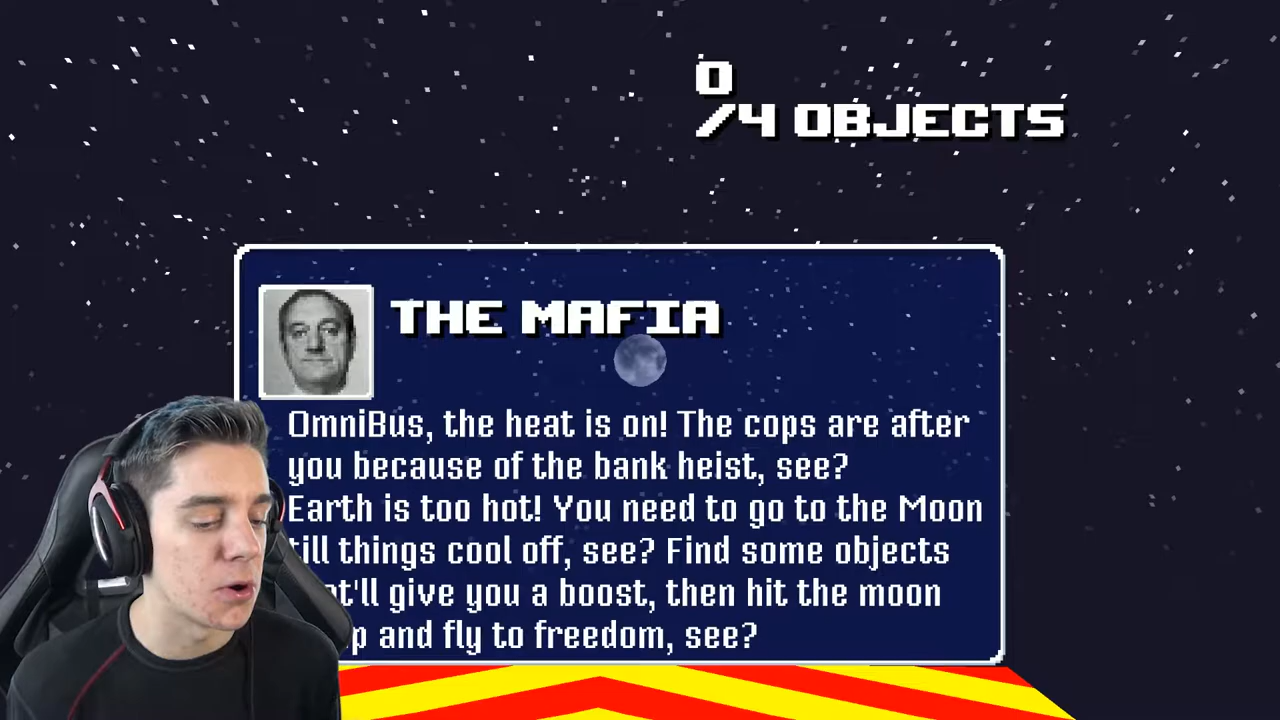 0
/4 OBJECTS
THE MAFIA
OmniBus, the heat is on! The cops are after
you because of the bank heist, see?
Earth is too hot! You need to go to the Moon
till things cool off, see? Find some objects
give you a boost, then hit the moon
and fly to freedom, see?